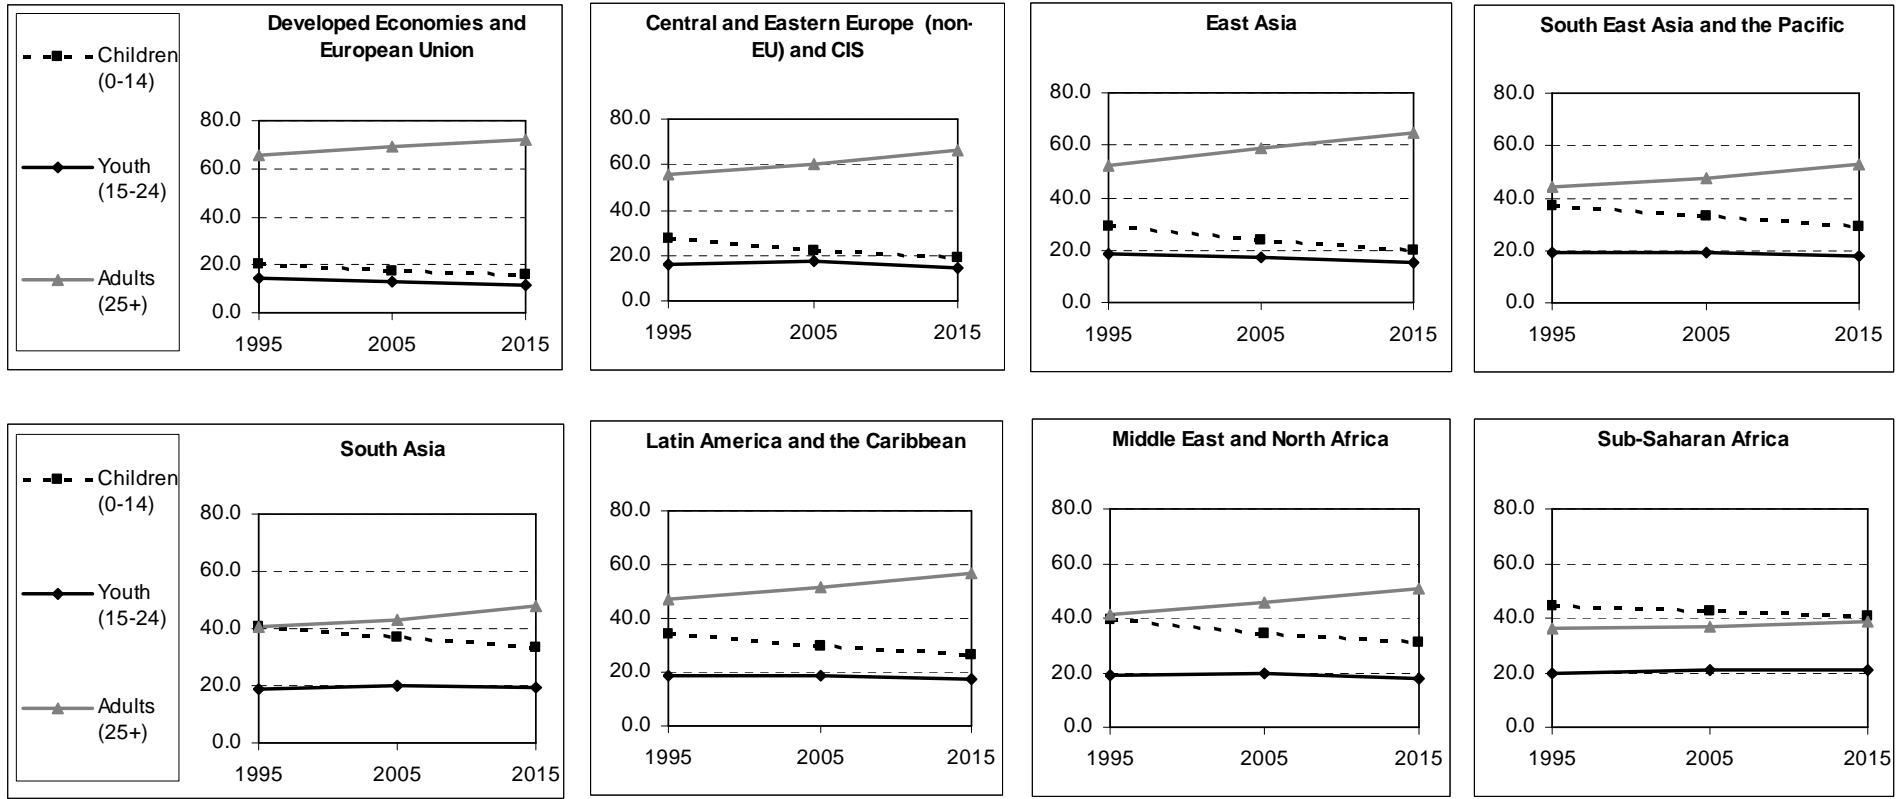 Children
(0-14)
Youth
(15-24)
Adults
(25+)
Developed Economies and
European Union
80.0
60.0
40.0
20.0
0.0
1995 2005 2015
Central and Eastern Europe (non-
EU) and CIS
80.0
60.0
40.0
20.0
0.0
1995 2005 2015
East Asia
80.0
60.0
40.0
20.0
0.0
1995 2005 2015
South East Asia and the Pacific
80.0
60.0
40.0
20.0
0.0
1995 2005 2015
Children
(0-14)
Youth
(15-24)
Adults
(25+)
South Asia
80.0
60.0
40.0
20.0
0.0
1995 2005 2015
Latin America and the Caribbean
80.0
60.0
40.0
20.0
0.0
1995 2005 2015
Middle East and North Africa
80.0
60.0
40.0
20.0
0.0
1995 2005 2015
Sub-Saharan Africa
80.0
60.0
40.0
20.0
0.0
1995 2005 2015